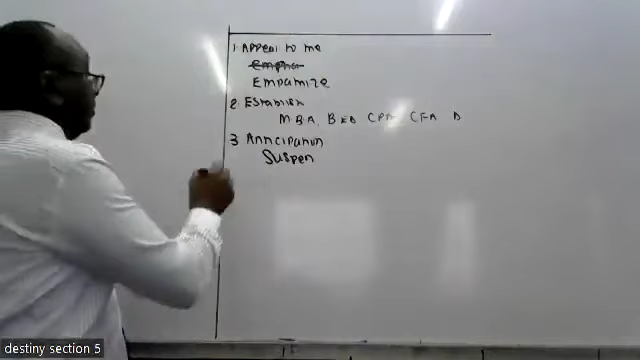 1. Appeal to me
Empathize
2. Establish
MBA, BED CPA CFA D
3 Anticipation
Suspen
destiny section 5